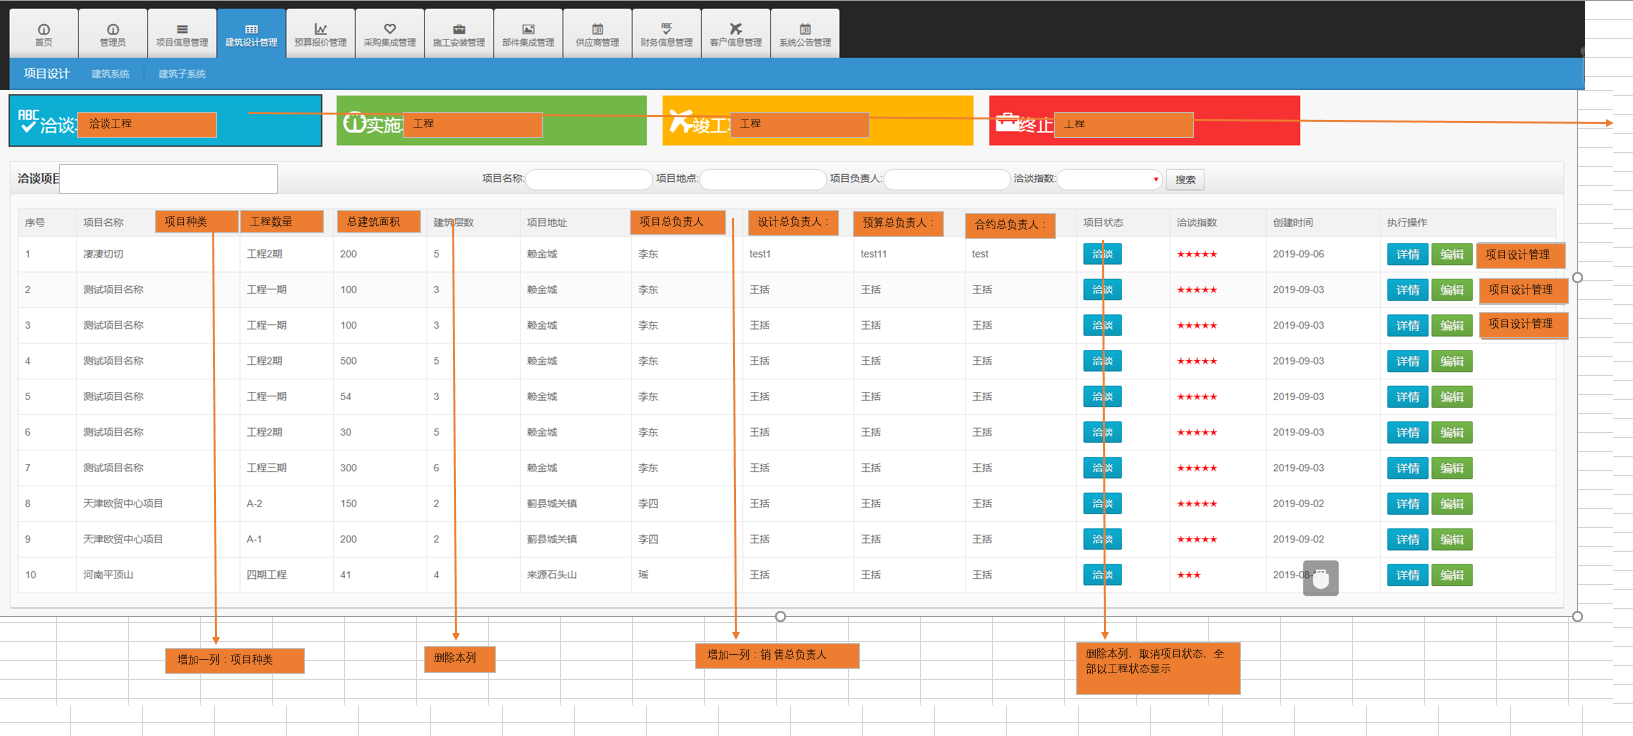 首页 管理员 项目信息管理 建筑设计管理 预算报价管理 采购集成管理 施工安装管理 部件集成管理 供应商管理 财务信息管理 客户信息管理 系统公告管理
项目设计 建筑系统 建筑子系统
ABC 洽谈 洽谈工程 实施 工程 竣工 工程 终止 工程
洽谈项目 项目名称: 项目地点: 项目负责人: 洽谈指数: 搜索
序号 项目名称 项目种类 工程数量 总建筑面积 建筑层数 项目地址 项目总负责人 设计总负责人： 预算总负责人： 合约总负责人： 项目状态 洽谈指数 创建时间 执行操作
1 凄凄切切 工程2期 200 5 赖金城 李东 test1 test11 test 洽谈 ★★★★★ 2019-09-06 详情 编辑 项目设计管理
2 测试项目名称 工程一期 100 3 赖金城 李东 王括 王括 王括 洽谈 ★★★★★ 2019-09-03 详情 编辑 项目设计管理
3 测试项目名称 工程一期 100 3 赖金城 李东 王括 王括 王括 洽谈 ★★★★★ 2019-09-03 详情 编辑 项目设计管理
4 测试项目名称 工程2期 500 5 赖金城 李东 王括 王括 王括 洽谈 ★★★★★ 2019-09-03 详情 编辑
5 测试项目名称 工程一期 54 3 赖金城 李东 王括 王括 王括 洽谈 ★★★★★ 2019-09-03 详情 编辑
6 测试项目名称 工程2期 30 5 赖金城 李东 王括 王括 王括 洽谈 ★★★★★ 2019-09-03 详情 编辑
7 测试项目名称 工程三期 300 6 赖金城 李东 王括 王括 王括 洽谈 ★★★★★ 2019-09-03 详情 编辑
8 天津欧贸中心项目 A-2 150 2 蓟县城关镇 李四 王括 王括 王括 洽谈 ★★★★★ 2019-09-02 详情 编辑
9 天津欧贸中心项目 A-1 200 2 蓟县城关镇 李四 王括 王括 王括 洽谈 ★★★★★ 2019-09-02 详情 编辑
10 河南平顶山 四期工程 41 4 来源石头山 瑶 王括 王括 王括 洽谈 ★★★ 2019-08- 详情 编辑
增加一列：项目种类 删除本列 增加一列：销 售总负责人 删除本列．取消项目状态．全
部以工程状态显示